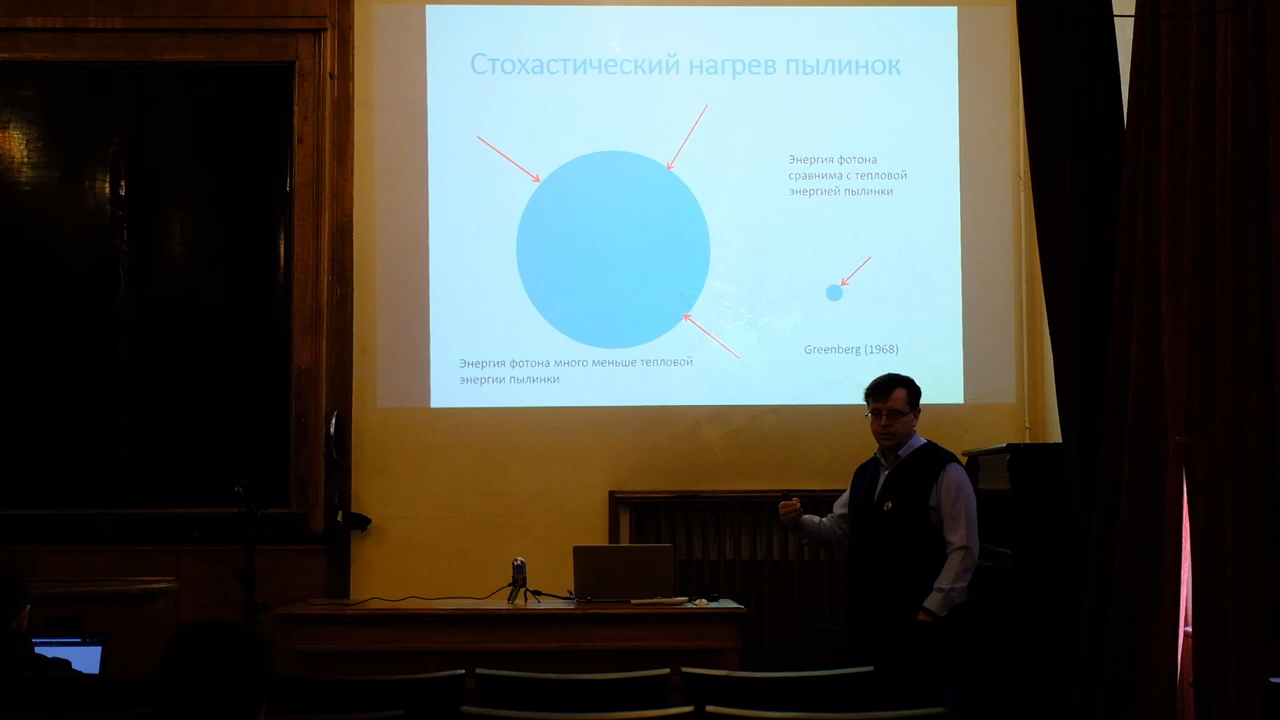 Стохастический нагрев пылинок
Энергия фотона
сравнима с тепловой
энергией пылинки
Greenberg (1968)
Энергия фотона много меньше тепловой
энергии пылинки